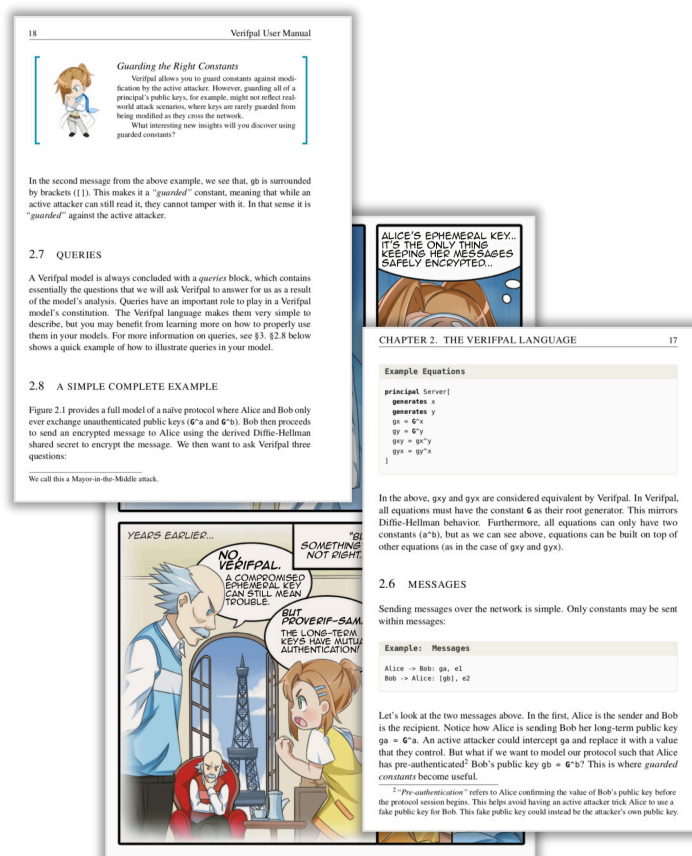 18 Verifpal User Manual
Guarding the Right Constants
Verifpal allows you to guard constants against modi-
fication by the active attacker. However, guarding all of a
principal's public keys, for example, might not reflect real-
world attack scenarios, where keys are rarely guarded from
being modified as they cross the network.
What interesting new insights will you discover using
guarded constants?
In the second message from the above example, we see that, gb is surrounded
by brackets ([]). This makes it a "guarded" constant, meaning that while an
active attacker can still read it, they cannot tamper with it. In that sense it is
"guarded" against the active attacker.
2.7 QUERIES
A Verifpal model is always concluded with a queries block, which contains
essentially the questions that we will ask Verifpal to answer for us as a result
of the model's analysis. Queries have an important role to play in a Verifpal
model's constitution. The Verifpal language makes them very simple to
describe, but you may benefit from learning more on how to properly use
them in your models. For more information on queries, see §3. §2.8 below
shows a quick example of how to illustrate queries in your model.
2.8 A SIMPLE COMPLETE EXAMPLE
Figure 2.1 provides a full model of a naïve protocol where Alice and Bob only
ever exchange unauthenticated public keys (G^a and G^b). Bob then proceeds
to send an encrypted message to Alice using the derived Diffie-Hellman
shared secret to encrypt the message. We then want to ask Verifpal three
questions:
We call this a Mayor-in-the-Middle attack.
ALICE'S EPHEMERAL KEY...
IT'S THE ONLY THING
KEEPING HER MESSAGES
SAFELY ENCRYPTED...
CHAPTER 2. THE VERIFPAL LANGUAGE 17
Example Equations
principal Server[
generates x
generates y
gx = G^x
gy = G^y
gxy = gx^y
gyx = gy^x
]
In the above, gxy and gyx are considered equivalent by Verifpal. In Verifpal,
all equations must have the constant G as their root generator. This mirrors
Diffie-Hellman behavior. Furthermore, all equations can only have two
constants (a^b), but as we can see above, equations can be built on top of
other equations (as in the case of gxy and gyx).
2.6 MESSAGES
Sending messages over the network is simple. Only constants may be sent
within messages:
Example: Messages
Alice -> Bob: ga, e1
Bob -> Alice: [gb], e2
Let's look at the two messages above. In the first, Alice is the sender and Bob
is the recipient. Notice how Alice is sending Bob her long-term public key
ga = G^a. An active attacker could intercept ga and replace it with a value
that they control. But what if we want to model our protocol such that Alice
has pre-authenticated2 Bob's public key gb = G^b? This is where guarded
constants become useful.
2 "Pre-authentication" refers to Alice confirming the value of Bob's public key before
the protocol session begins. This helps avoid having an active attacker trick Alice to use a
fake public key for Bob. This fake public key could instead be the attacker's own public key.
YEARS EARLIER...
SOMETHING
NOT RIGHT.
NO,
VERIFPAL.
A COMPROMISED
EPHEMERAL KEY
CAN STILL MEAN
TROUBLE.
BUT
PROVERIF-SAM
THE LONG-TERM
KEYS HAVE MUTUA
AUTHENTICATION!